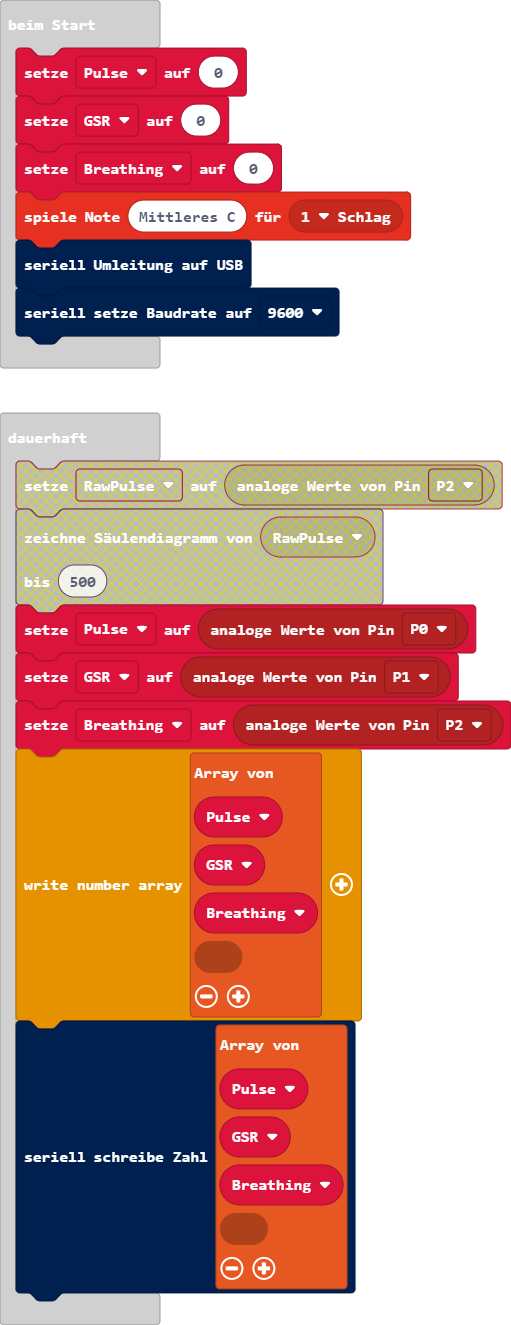 beim Start
setze Pulse auf 0
setze GSR auf 0
setze Breathing auf 0
spiele Note Mittleres C für 1 Schlag
seriell Umleitung auf USB
seriell setze Baudrate auf 9600
dauerhaft
setze RawPulse auf analoge Werte von Pin P2
zeichne Säulendiagramm von RawPulse
bis 500
setze Pulse auf analoge Werte von Pin P0
setze GSR auf analoge Werte von Pin P1
setze Breathing auf analoge Werte von Pin P2
Array von
Pulse
GSR
write number array
Breathing
Array von
Pulse
GSR
seriell schreibe Zahl
Breathing